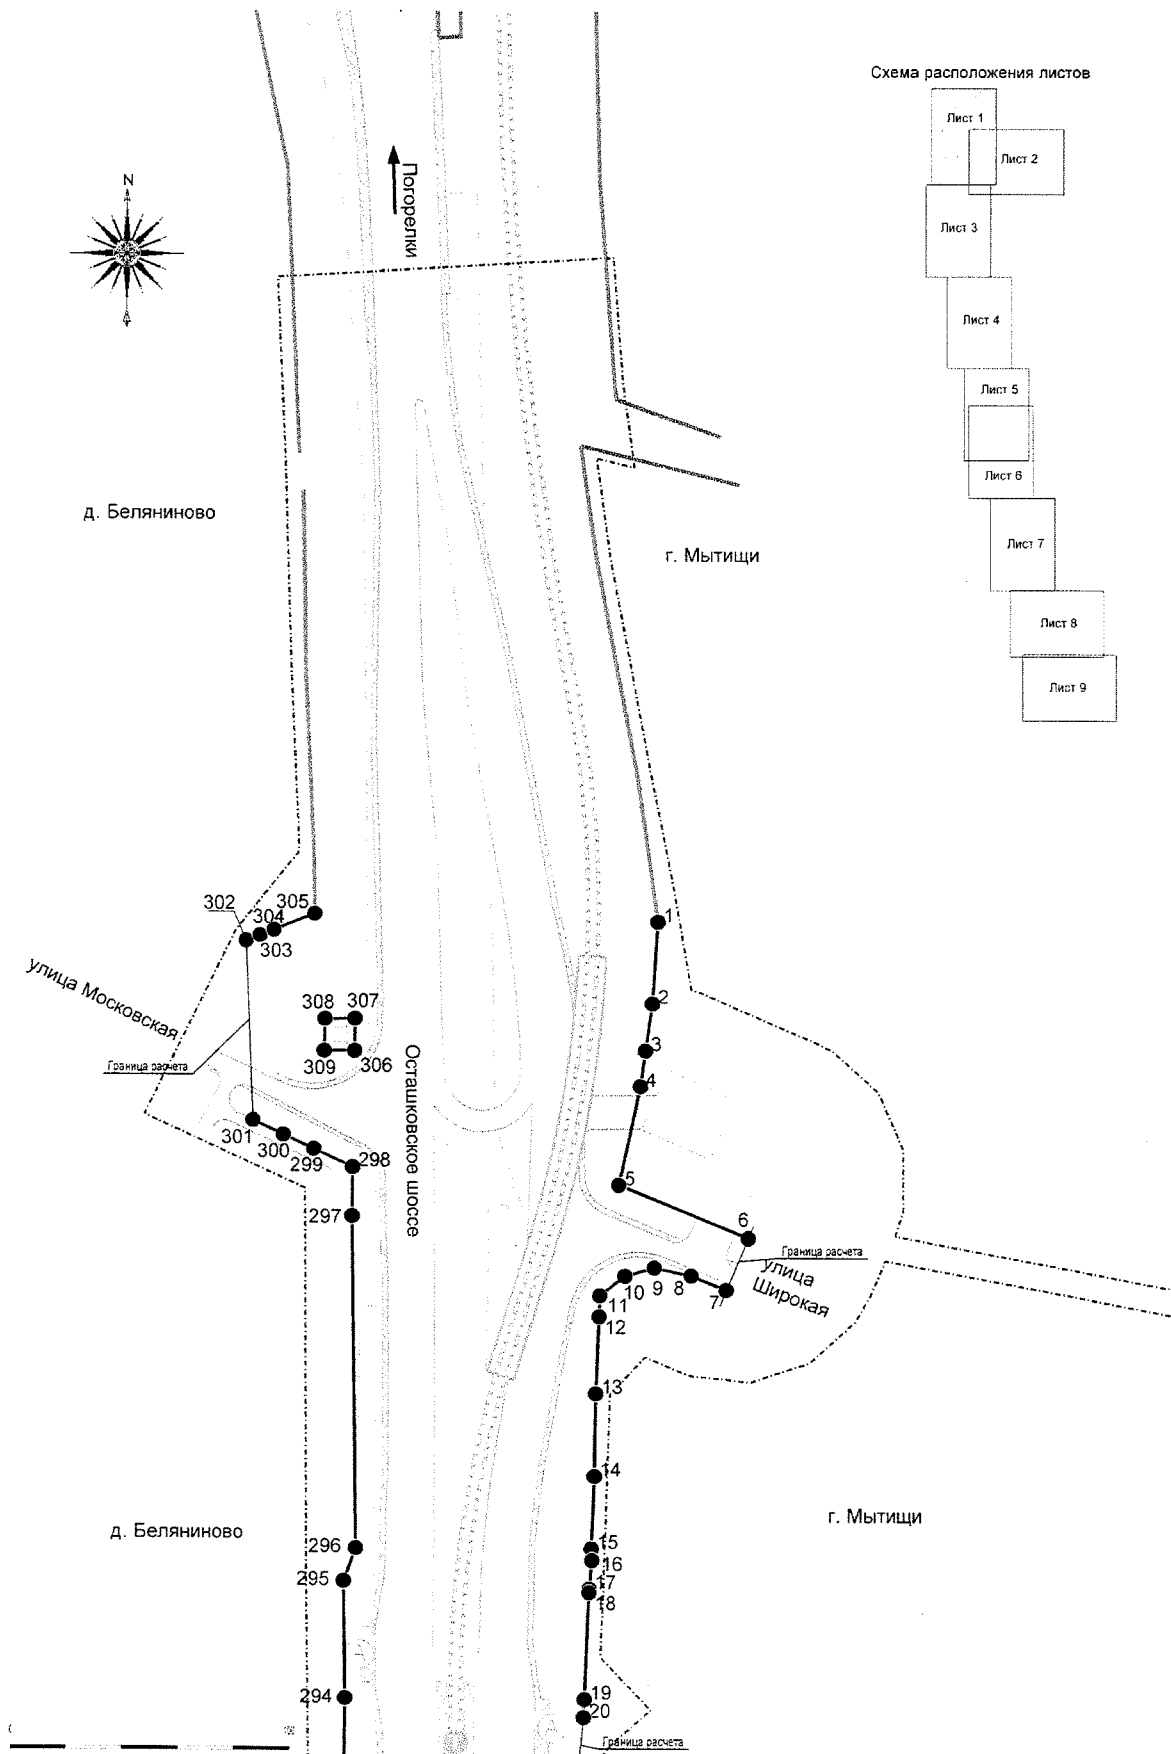 Схема расположения листов
Лист 1
Лист 2
Лист 3
Лист 4
Лист 5
Лист 6
Лист 7
Лист 8
Лист 9
N
Погорелки
д. Беляниново
г. Мытищи
302
305
304
303
1
2
3
4
5
6
улица Московская
Граница расчета
308
307
309
306
Осташковское шоссе
301
300
299
298
297
Граница расчета
улица
Широкая
7
8
9
10
11
12
13
14
15
16
17
18
19
20
д. Беляниново
г. Мытищи
296
295
294
Граница расчета